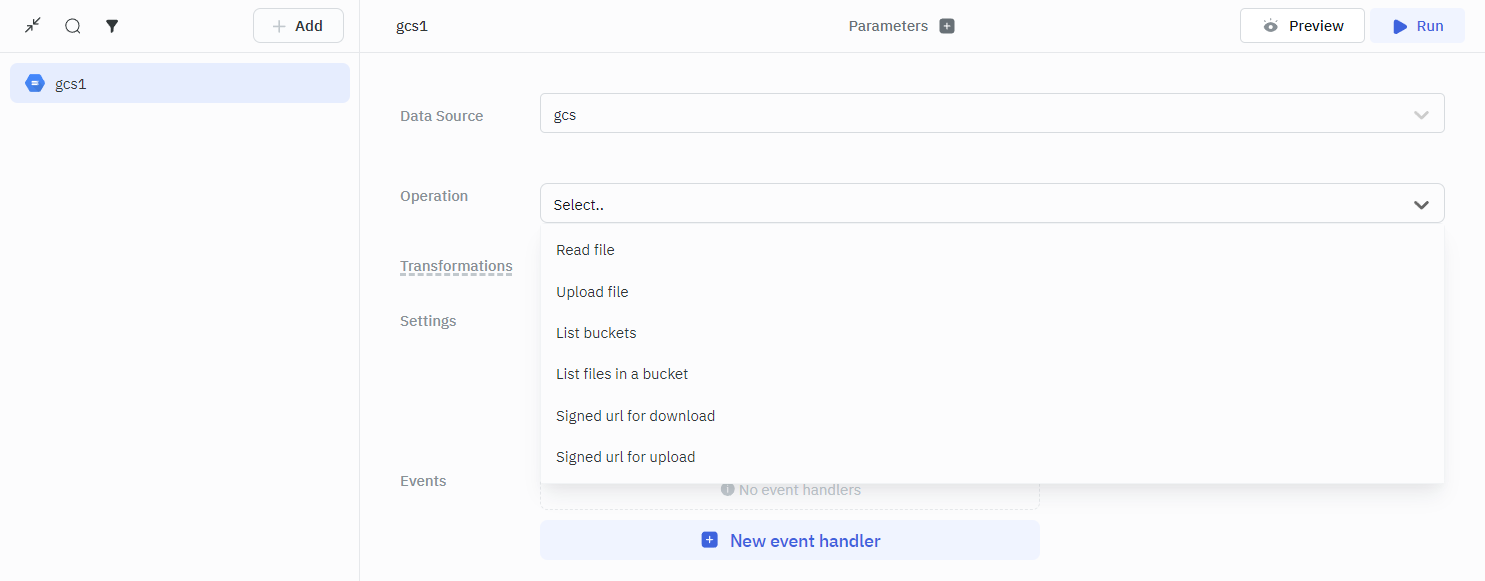 Add
gcs1
Parameters
Preview
Run
gcs1
Data Source
gcs
Operation
Select..
Read file
Transformations
Upload file
Settings
List buckets
List files in a bucket
Signed url for download
Signed url for upload
Events
No event handlers
New event handler